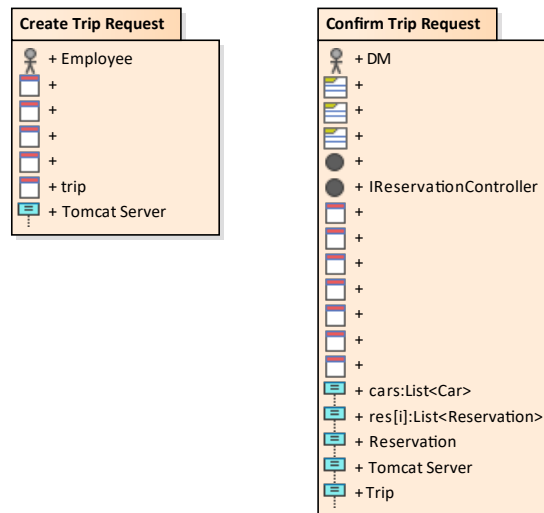 Create Trip Request
+ Employee
+
+
+
+
+ trip
+ Tomcat Server
Confirm Trip Request
+ DM
+
+
+
+
+ IReservationController
+
+
+
+
+
+
+
+ cars:List<Car>
+ res[i]:List<Reservation>
+ Reservation
+ Tomcat Server
+ Trip